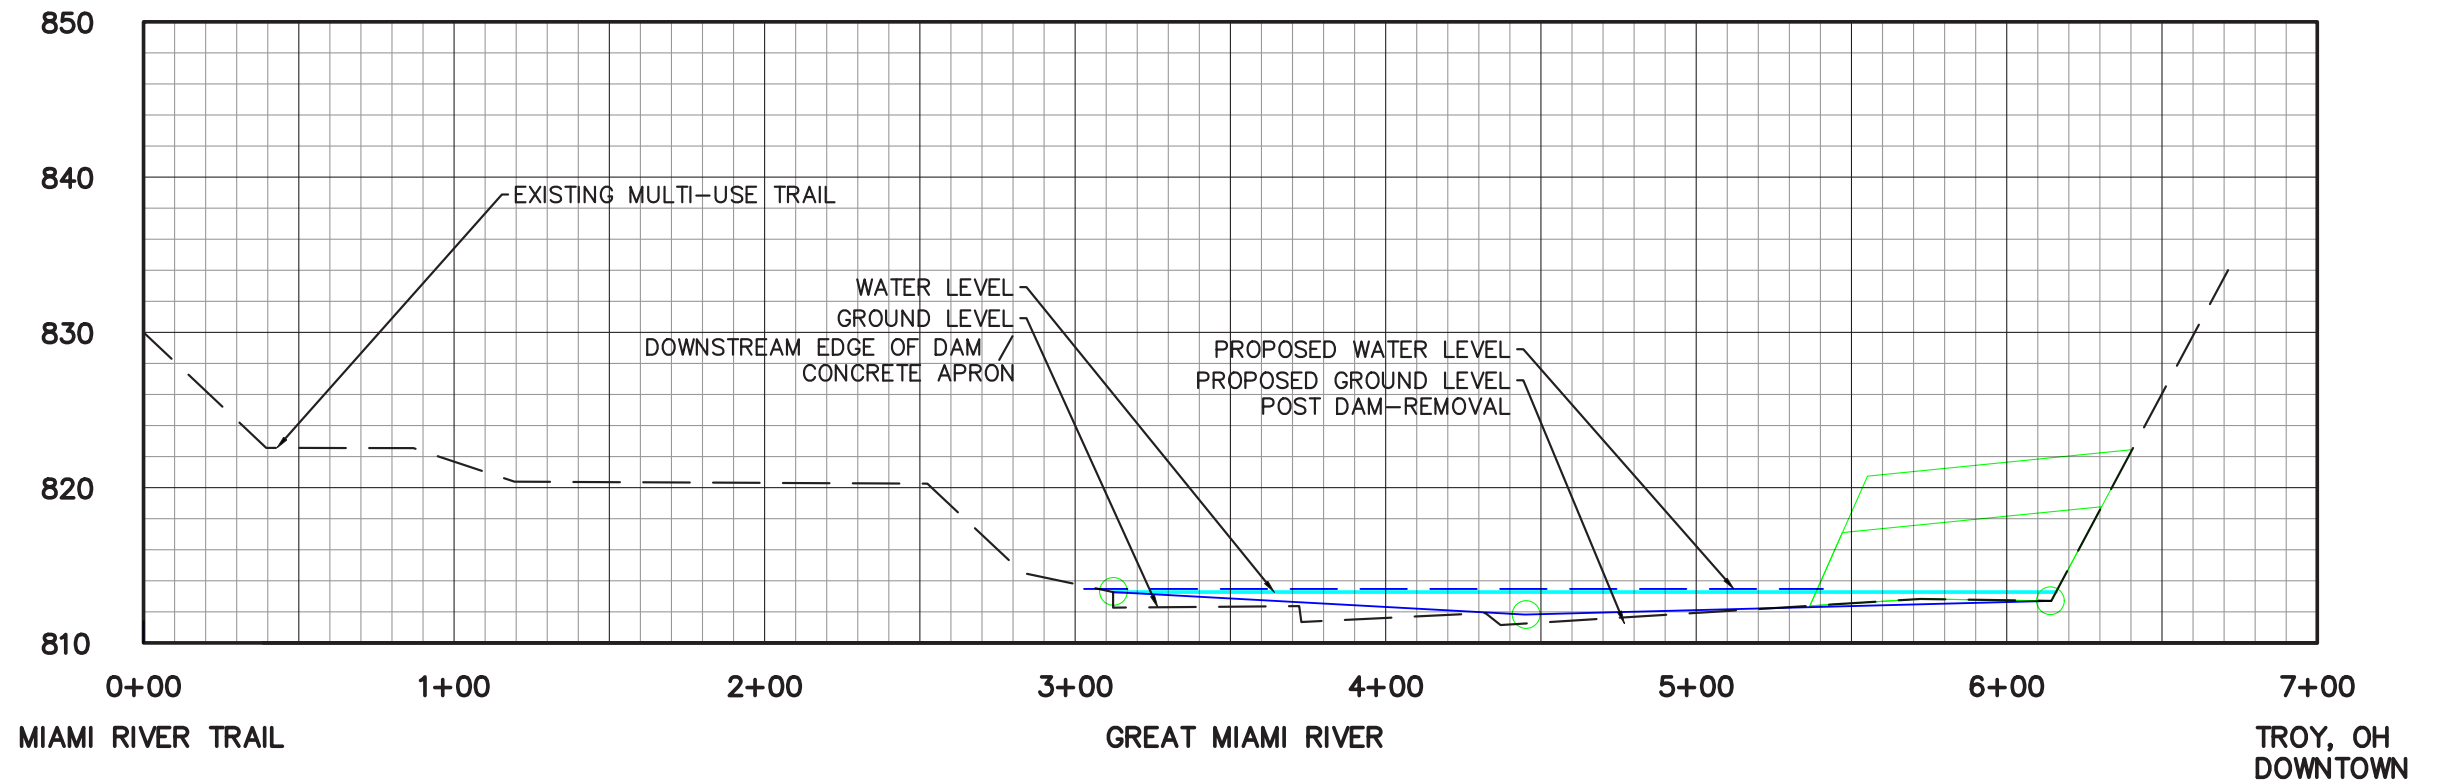 850
840
EXISTING MULTI-USE TRAIL
WATER LEVEL
GROUND LEVEL
830
DOWNSTREAM EDGE OF DAM
CONCRETE APRON
PROPOSED WATER LEVEL
PROPOSED GROUND LEVEL
POST DAM-REMOVAL
820
810
0+00 1+00 2+00 3+00 4+00 5+00 6+00 7+00
MIAMI RIVER TRAIL
GREAT MIAMI RIVER
TROY, OH
DOWNTOWN